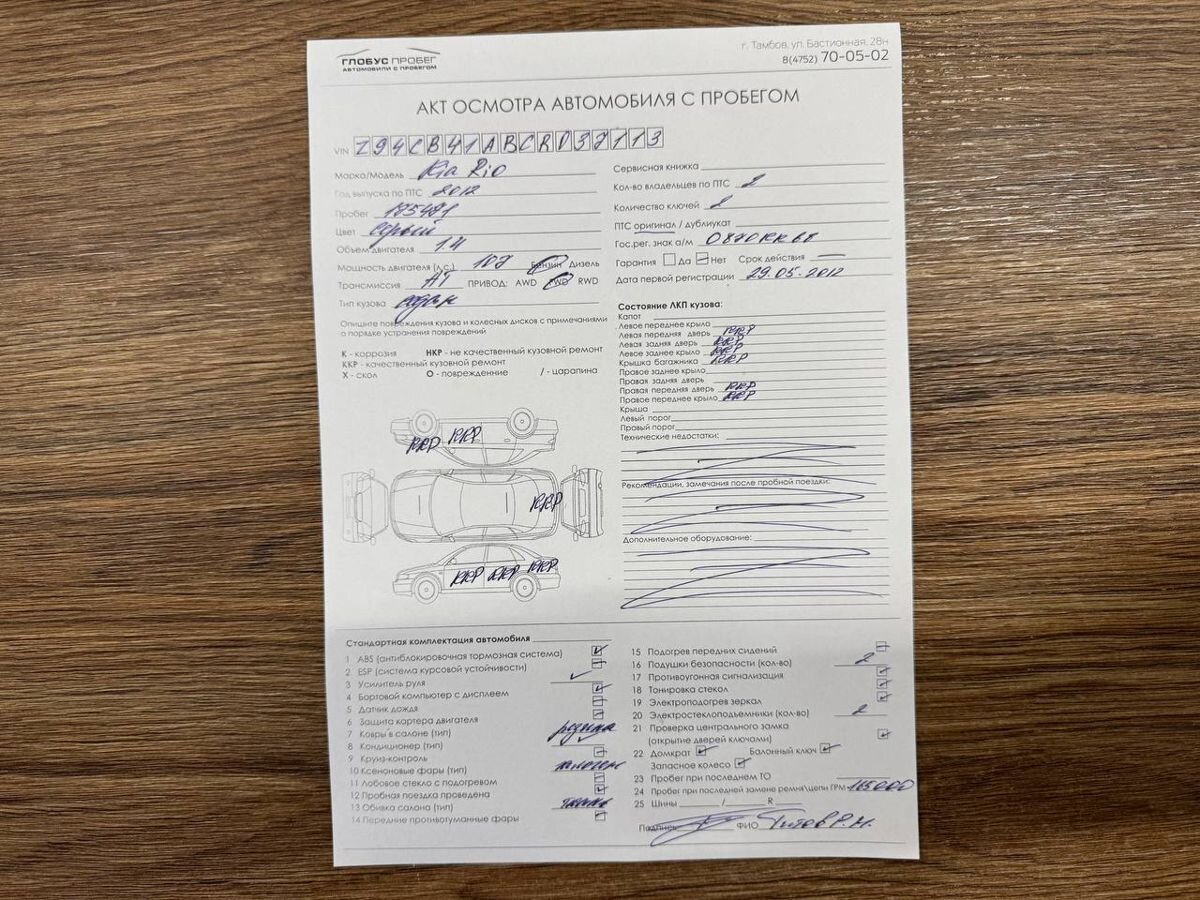 ГЛОБУС ПРОБЕГ
АВТОМОБИЛИ С ПРОБЕГОМ
г. Тамбов, ул. Бастионная, 28н
8(4752) 70-05-02
АКТ ОСМОТРА АВТОМОБИЛЯ С ПРОБЕГОМ
VIN Z94CB41ABCR037113
Марка/Модель Kia Rio
Год выпуска по ПТС 2012
Пробег 185481
Цвет серый
Объем двигателя 1.4
Мощность двигателя (л.с.) 107 Бензин Дизель
Трансмиссия АТ ПРИВОД: AWD FWD RWD
Тип кузова седан
Опишите повреждения кузова и колесных дисков с примечаниями
о порядке устранения повреждений
К - коррозия НКР - не качественный кузовной ремонт
ККР - качественный кузовной ремонт
Х - скол О - повреждение / - царапина
ККР ККР
ККР
ККР ККР ККР
Сервисная книжка
Кол-во владельцев по ПТС 2
Количество ключей 2
ПТС оригинал / дубликат
Гос.рег. знак а/м
Гарантия Да Нет Срок действия —
Дата первой регистрации 29.05.2012
Состояние ЛКП кузова:
Капот
Левое переднее крыло
Левая передняя дверь ККР
Левая задняя дверь ККР
Левое заднее крыло ККР
Крышка багажника ККР
Правое заднее крыло
Правая задняя дверь
Правая передняя дверь ККР
Правое переднее крыло ККР
Крыша
Левый порог
Правый порог
Технические недостатки:
Рекомендации, замечания после пробной поездки:
Дополнительное оборудование:
Стандартная комплектация автомобиля
1 ABS (антиблокировочная тормозная система)
2 ESP (система курсовой устойчивости)
3 Усилитель руля
4 Бортовой компьютер с дисплеем
5 Датчик дождя
6 Защита картера двигателя
7 Ковры в салоне (тип) резина
8 Кондиционер (тип)
9 Круиз-контроль
10 Ксеноновые фары (тип) галоген
11 Лобовое стекло с подогревом
12 Пробная поездка проведена
13 Обивка салона (тип) ткань
14 Передние противотуманные фары
15 Подогрев передних сидений
16 Подушки безопасности (кол-во) 2
17 Противоугонная сигнализация
18 Тонировка стекол
19 Электроподогрев зеркал
20 Электростеклоподъемники (кол-во) 2
21 Проверка центрального замка
(открытие дверей ключами)
22 Домкрат Балонный ключ
Запасное колесо
23 Пробег при последнем ТО
24 Пробег при последней замене ремня\цепи ГРМ 165000
25 Шины / R
Подпись ФИО Титов Р.Н.